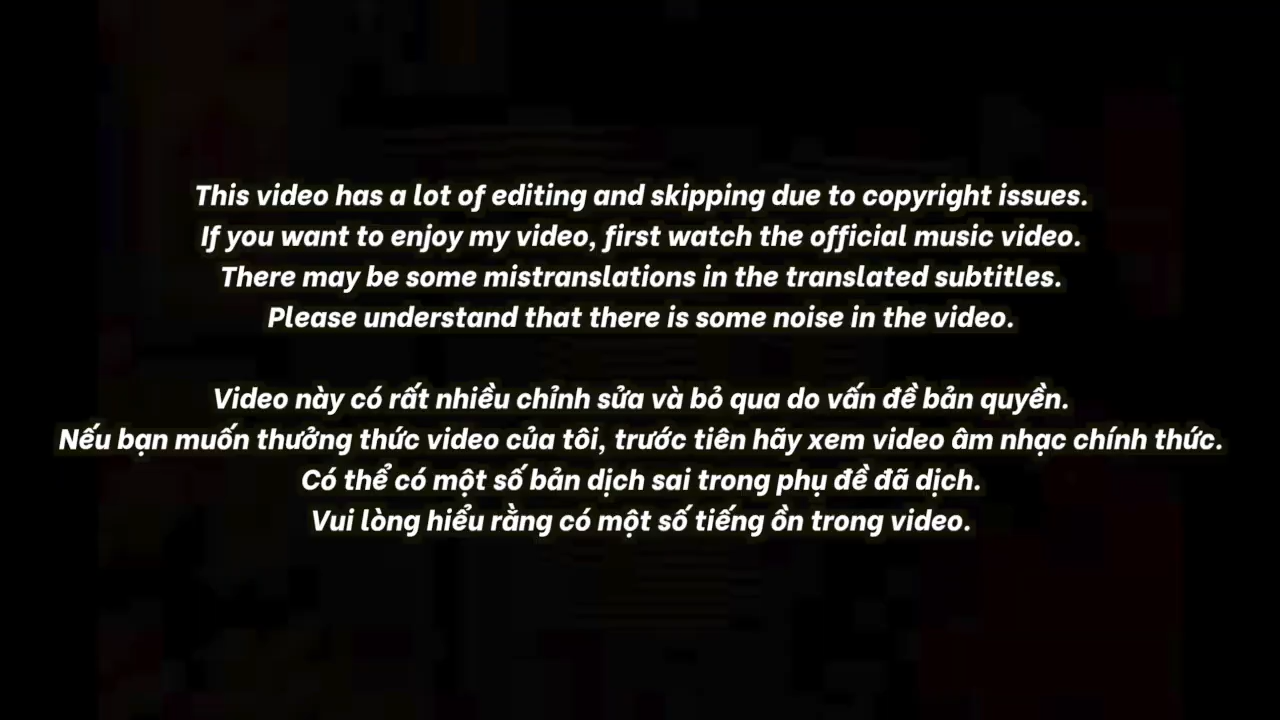 This video has a lot of editing and skipping due to copyright issues.
If you want to enjoy my video, first watch the official music video.
There may be some mistranslations in the translated subtitles.
Please understand that there is some noise in the video.
Video này có rất nhiều chỉnh sửa và bỏ qua do vấn đề bản quyền.
Nếu bạn muốn thưởng thức video của tôi, trước tiên hãy xem video âm nhạc chính thức.
Có thể có một số bản dịch sai trong phụ đề đã dịch.
Vui lòng hiểu rằng có một số tiếng ồn trong video.